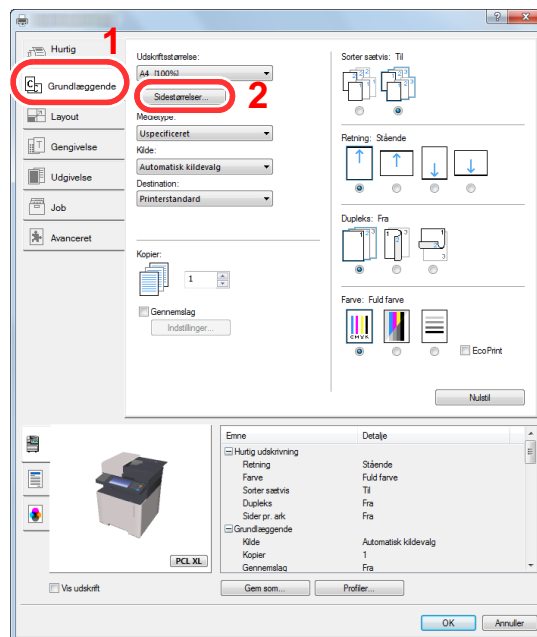 1
Hurtig
Grundlæggende
Layout
Gengivelse
Udgivelse
Job
Avanceret
Udskriftsstørrelse:
A4 [100%]
Sidestørrelser...
2
Medietype:
Uspecificeret
Kilde:
Automatisk kildevalg
Destination:
Printerstandard
Kopier:
1
Gennemslag
Indstillinger...
Sorter sætvis: Til
Retning: Stående
Dupleks: Fra
Farve: Fuld farve
CMYK
EcoPrint
Nulstil
PCL XL
Vis udskrift
Emne Detalje
Hurtig udskrivning
Retning Stående
Farve Fuld farve
Sorter sætvis Til
Dupleks Fra
Sider pr. ark Fra
Grundlæggende
Kilde Automatisk kildevalg
Kopier 1
Gennemslag Fra
Gem som... Profiler...
OK Annuller